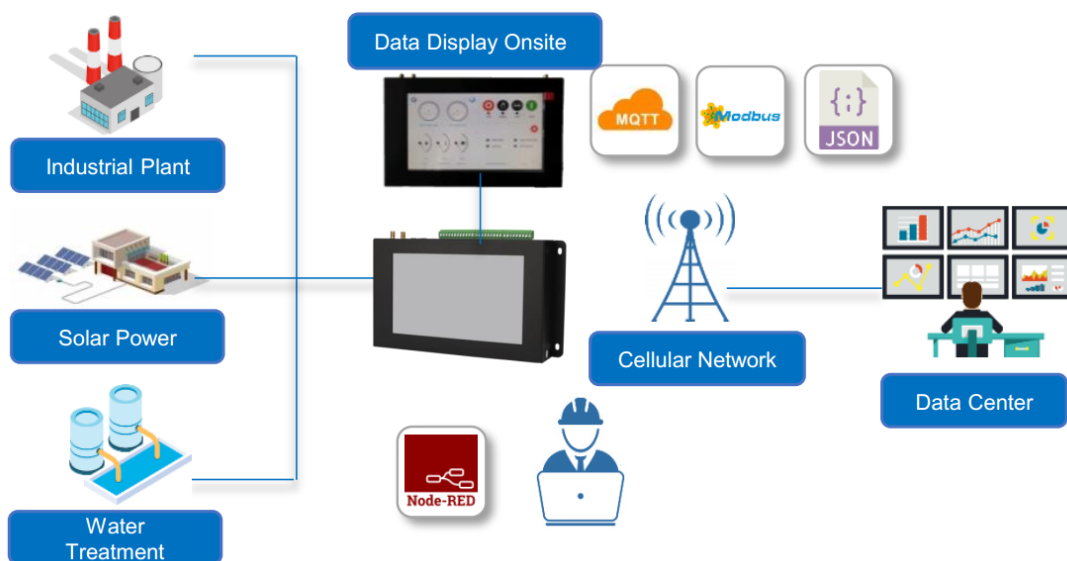 Data Display Onsite
MQTT
Modbus
{;}
JSON
Industrial Plant
Solar Power
Cellular Network
Data Center
Node-RED
Water
Treatment